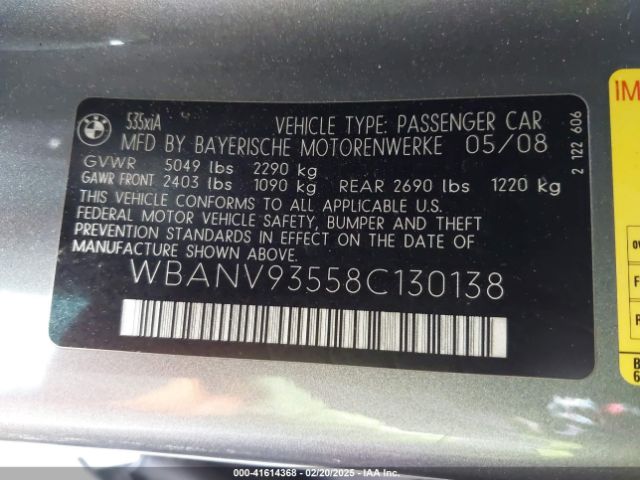 BMW
535xiA
VEHICLE TYPE: PASSENGER CAR
MFD BY BAYERISCHE MOTORENWERKE 05/08
GVWR 5049 lbs 2290 kg
GAWR FRONT 2403 lbs 1090 kg REAR 2690 lbs 1220 kg
THIS VEHICLE CONFORMS TO ALL APPLICABLE U.S.
FEDERAL MOTOR VEHICLE SAFETY, BUMPER AND THEFT
PREVENTION STANDARDS IN EFFECT ON THE DATE OF
MANUFACTURE SHOWN ABOVE.
WBANV93558C130138
2 122 606
IM
000-41614368 - 02/20/2025 - IAA Inc.